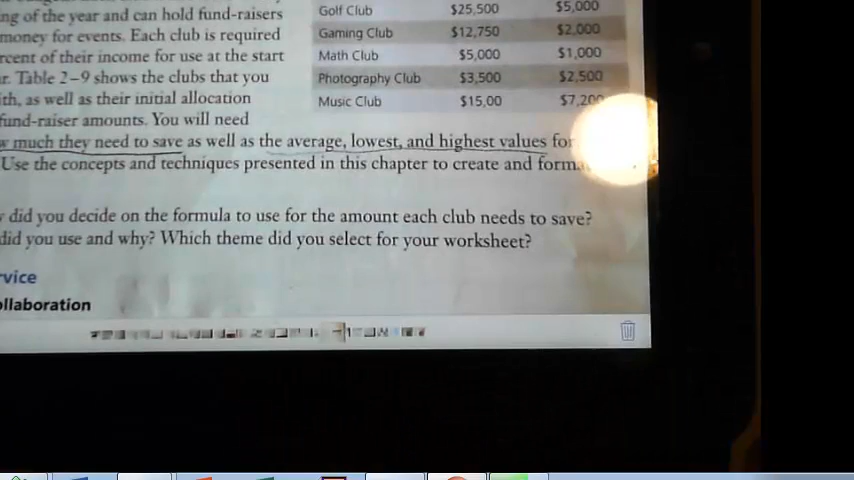 ng of the year and can hold fund-raisers
money for events. Each club is required
rcent of their income for use at the start
r. Table 2–9 shows the clubs that you
ith, as well as their initial allocation
fund-raiser amounts. You will need
w much they need to save as well as the average, lowest, and highest values for
Use the concepts and techniques presented in this chapter to create and forma
Golf Club $25,500 $5,000
Gaming Club $12,750 $2,000
Math Club $5,000 $1,000
Photography Club $3,500 $2,500
Music Club $15,00 $7,200
did you decide on the formula to use for the amount each club needs to save?
did you use and why? Which theme did you select for your worksheet?
rvice
ollaboration